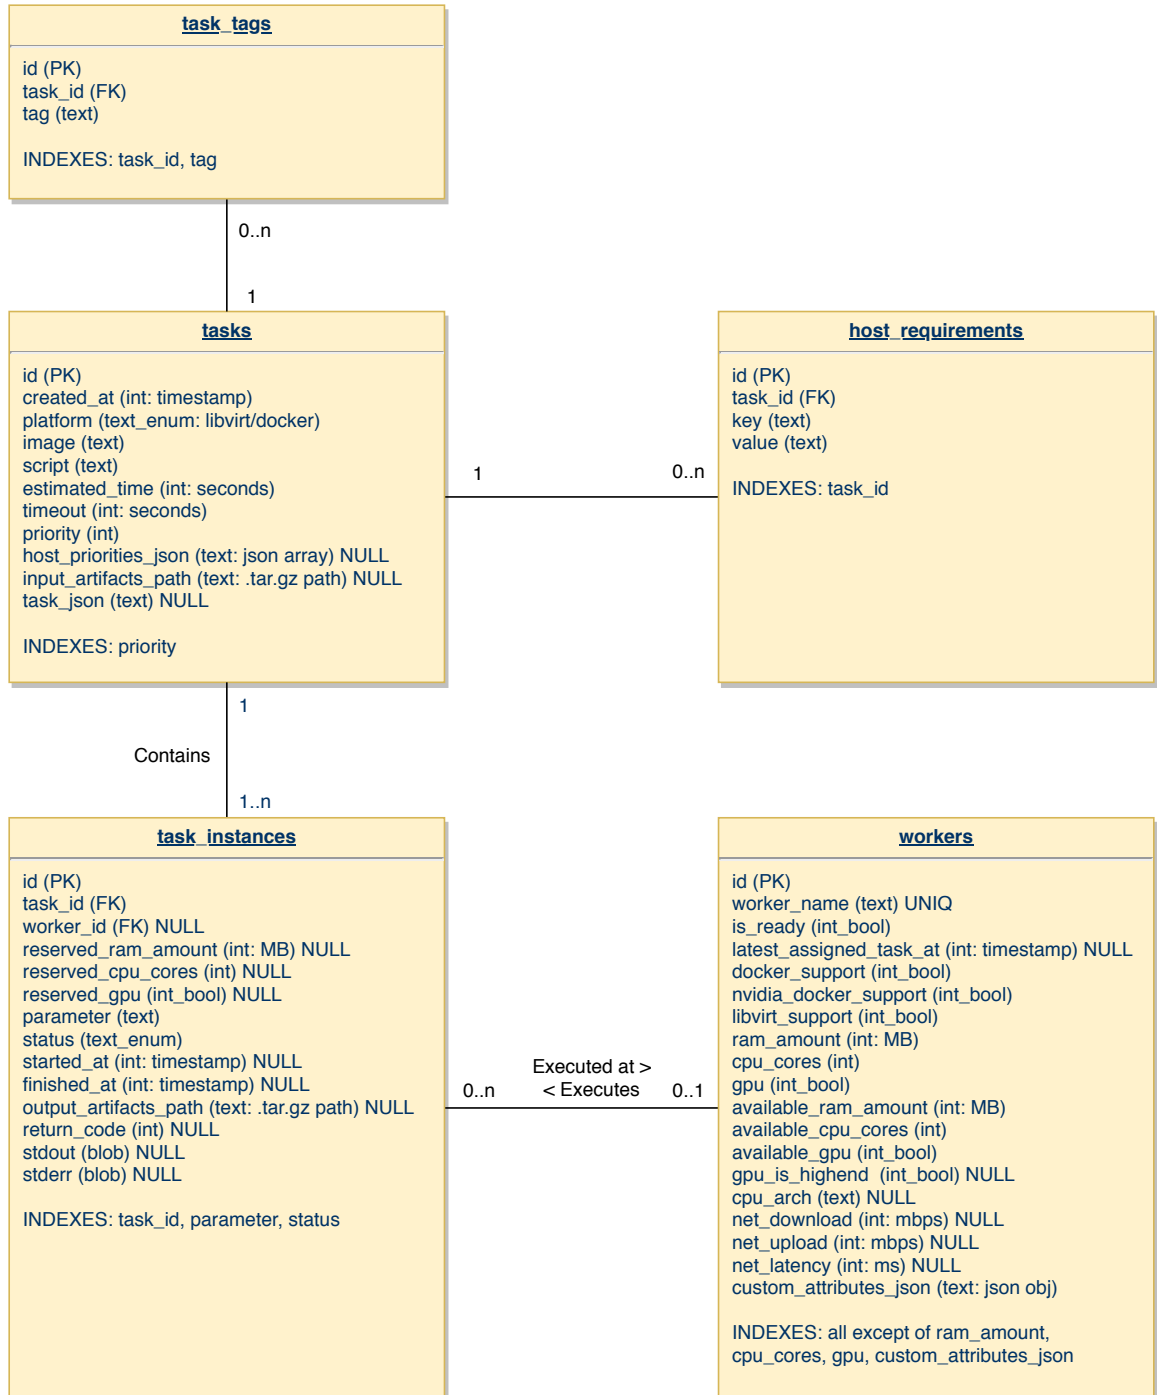 task_tags
id (PK)
task_id (FK)
tag (text)
INDEXES: task_id, tag
0..n
1
tasks
id (PK)
created_at (int: timestamp)
platform (text_enum: libvirt/docker)
image (text)
script (text)
estimated_time (int: seconds)
timeout (int: seconds)
priority (int)
host_priorities_json (text: json array) NULL
input_artifacts_path (text: .tar.gz path) NULL
task_json (text) NULL
INDEXES: priority
1
0..n
host_requirements
id (PK)
task_id (FK)
key (text)
value (text)
INDEXES: task_id
1
Contains
1..n
task_instances
id (PK)
task_id (FK)
worker_id (FK) NULL
reserved_ram_amount (int: MB) NULL
reserved_cpu_cores (int) NULL
reserved_gpu (int_bool) NULL
parameter (text)
status (text_enum)
started_at (int: timestamp) NULL
finished_at (int: timestamp) NULL
output_artifacts_path (text: .tar.gz path) NULL
return_code (int) NULL
stdout (blob) NULL
stderr (blob) NULL
INDEXES: task_id, parameter, status
Executed at >
0..n < Executes 0..1
workers
id (PK)
worker_name (text) UNIQ
is_ready (int_bool)
latest_assigned_task_at (int: timestamp) NULL
docker_support (int_bool)
nvidia_docker_support (int_bool)
libvirt_support (int_bool)
ram_amount (int: MB)
cpu_cores (int)
gpu (int_bool)
available_ram_amount (int: MB)
available_cpu_cores (int)
available_gpu (int_bool)
gpu_is_highend (int_bool) NULL
cpu_arch (text) NULL
net_download (int: mbps) NULL
net_upload (int: mbps) NULL
net_latency (int: ms) NULL
custom_attributes_json (text: json obj)
INDEXES: all except of ram_amount,
cpu_cores, gpu, custom_attributes_json